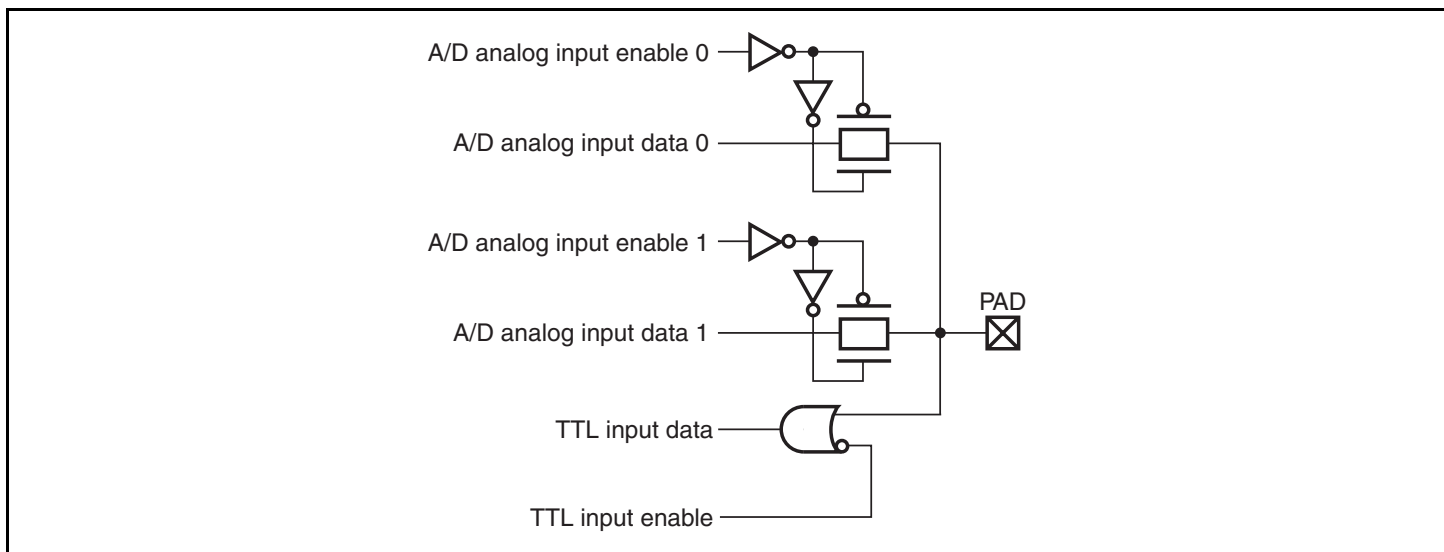 A/D analog input enable 0
A/D analog input data 0
A/D analog input enable 1
PAD
A/D analog input data 1
TTL input data
TTL input enable